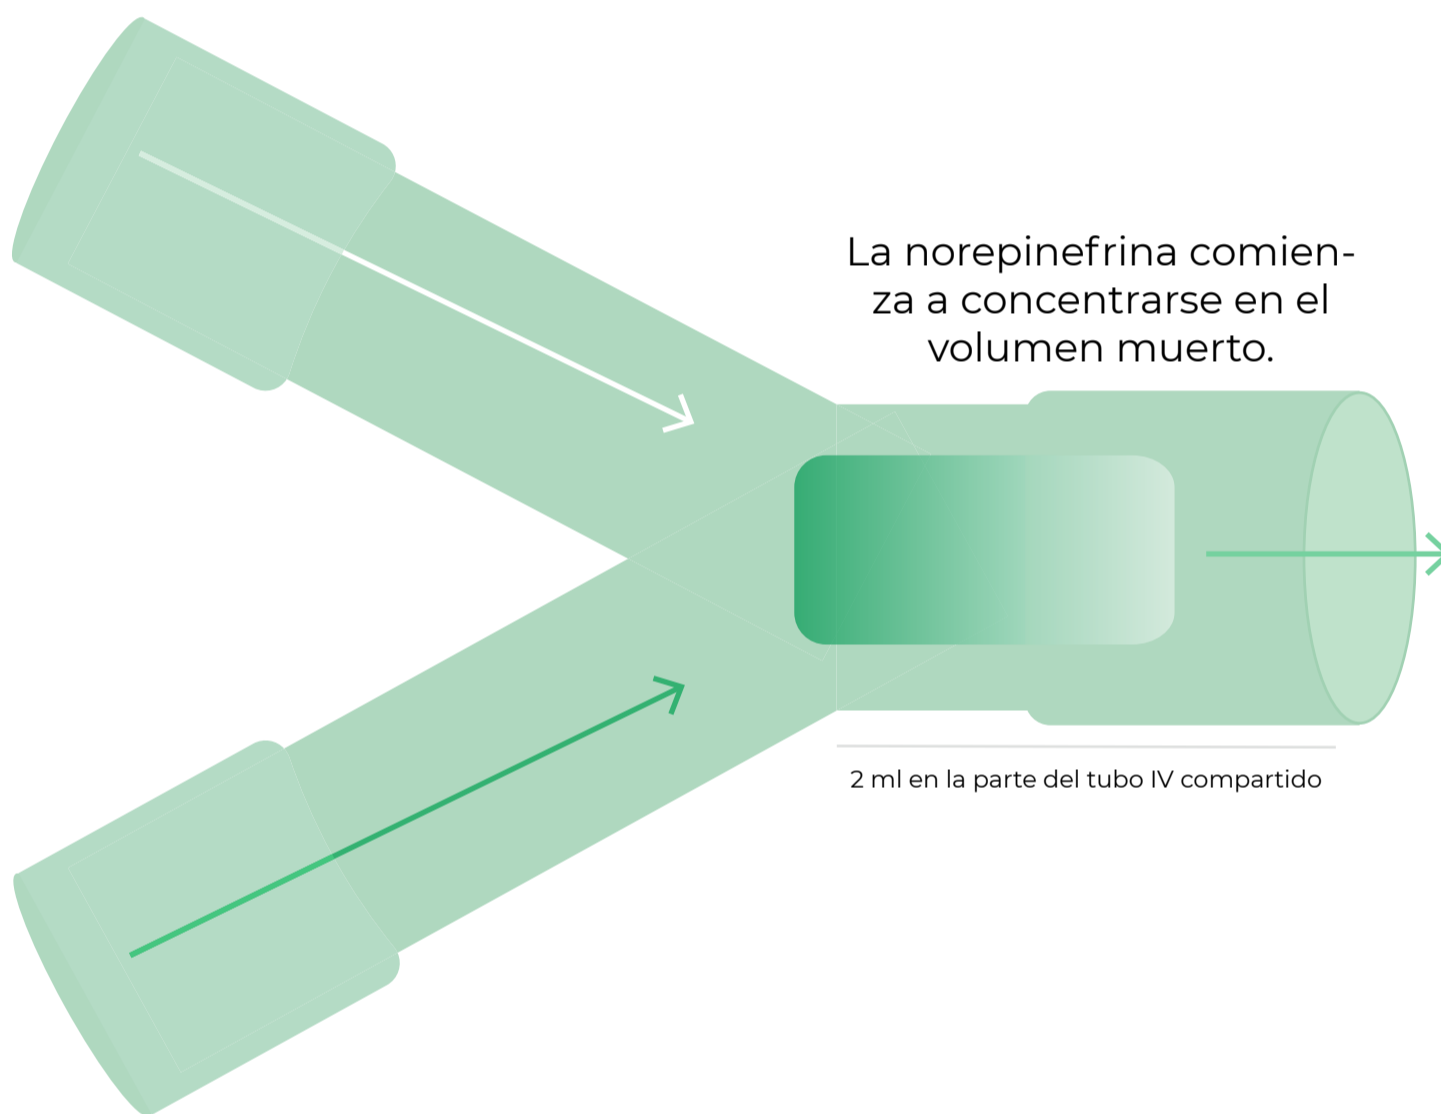 La norepinefrina comien-
za a concentrarse en el
volumen muerto.
2 ml en la parte del tubo IV compartido